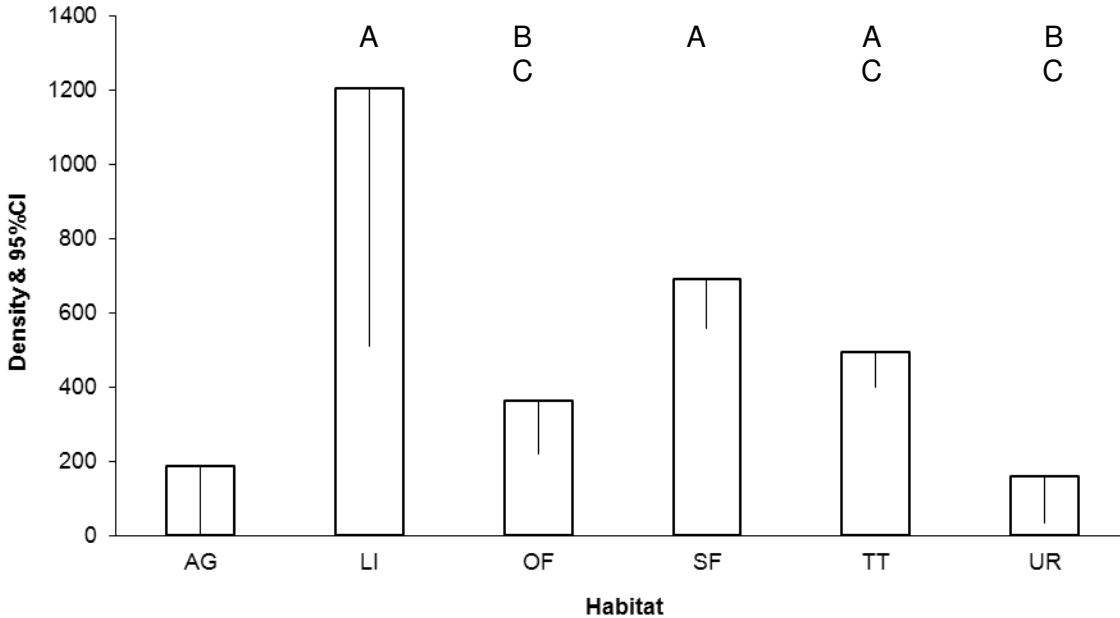 1400
1200
1000
800
600
400
200
0
Density & 95%CI
A B A A B
C C C
AG LI OF SF TT UR
Habitat